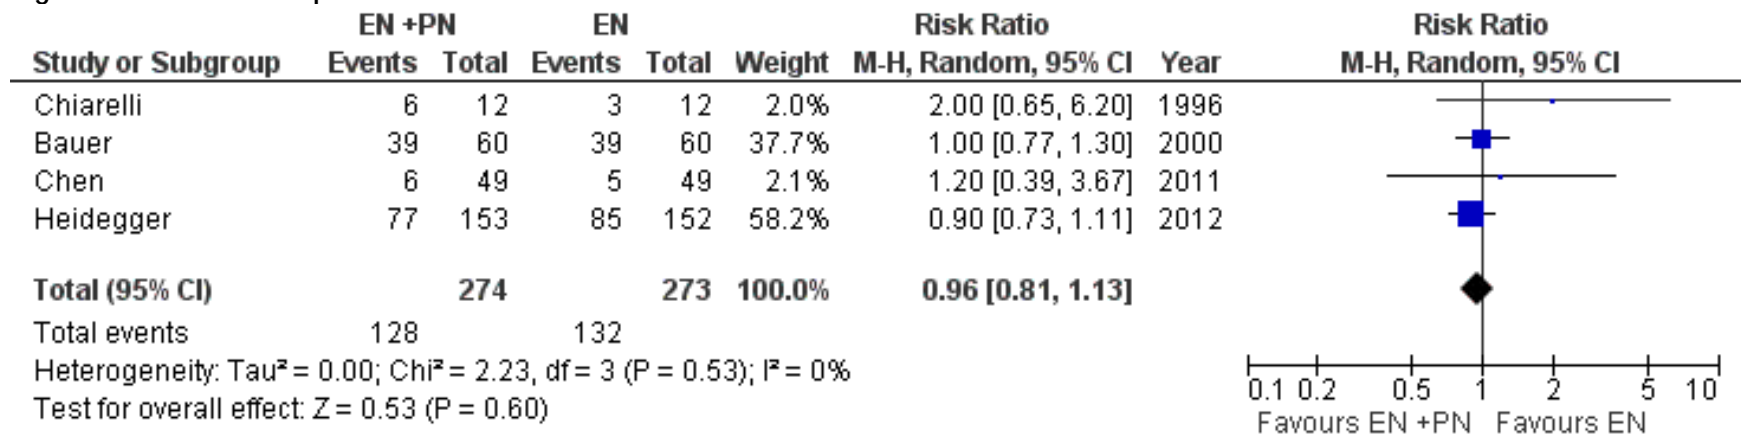 EN +PN EN Risk Ratio Risk Ratio
Study or Subgroup Events Total Events Total Weight M-H, Random, 95% CI Year M-H, Random, 95% CI
Chiarelli 6 12 3 12 2.0% 2.00 [0.65, 6.20] 1996
Bauer 39 60 39 60 37.7% 1.00 [0.77, 1.30] 2000
Chen 6 49 5 49 2.1% 1.20 [0.39, 3.67] 2011
Heidegger 77 153 85 152 58.2% 0.90 [0.73, 1.11] 2012
Total (95% CI) 274 273 100.0% 0.96 [0.81, 1.13]
Total events 128 132
Heterogeneity: Tau² = 0.00; Chi² = 2.23, df = 3 (P = 0.53); I² = 0%
Test for overall effect: Z = 0.53 (P = 0.60)
0.1 0.2 0.5 1 2 5 10
Favours EN +PN Favours EN